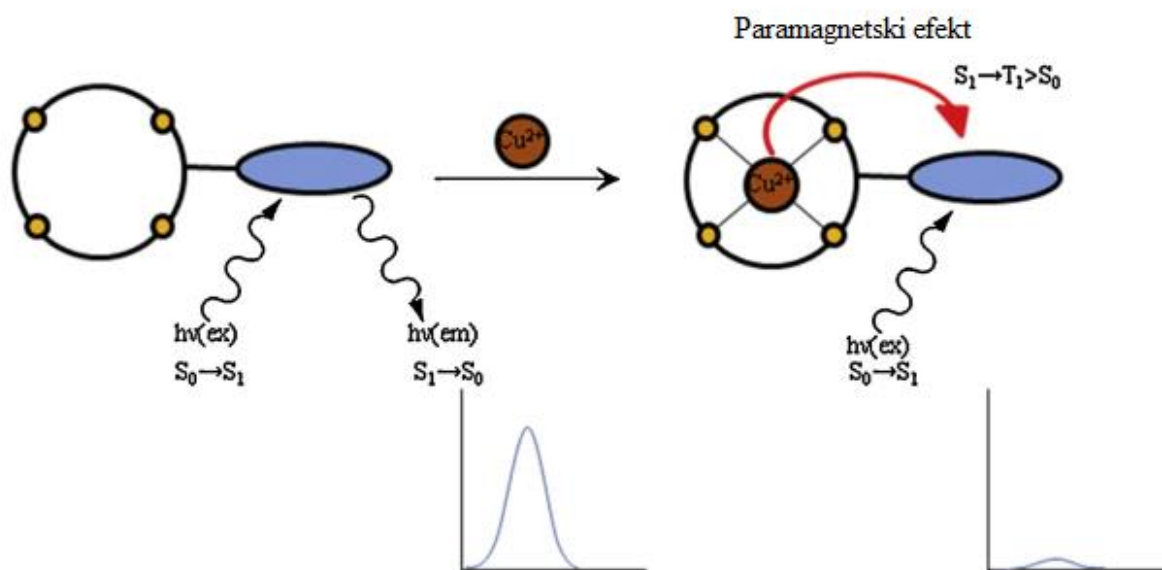 Paramagnetski efekt
S₁→T₁>S₀
Cu²⁺
Cu²⁺
hν(ex)
S₀→S₁
hν(em)
S₁→S₀
hν(ex)
S₀→S₁